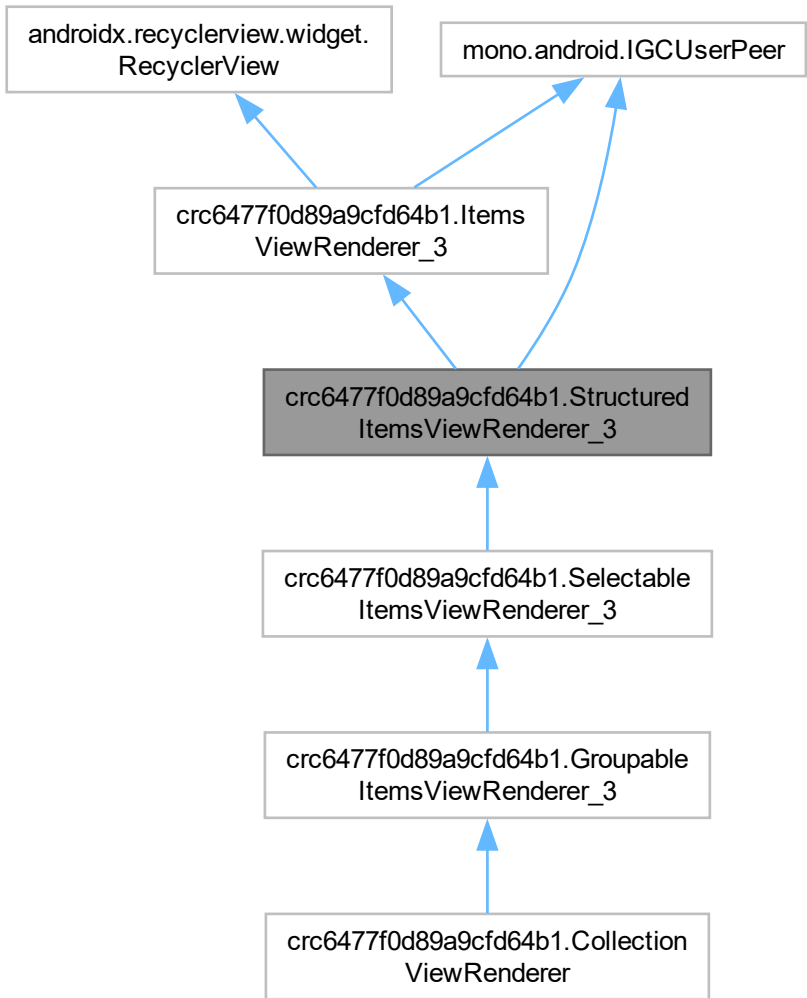 androidx.recyclerview.widget.
RecyclerView
mono.android.IGCUserPeer
crc6477f0d89a9cfd64b1.Items
ViewRenderer_3
crc6477f0d89a9cfd64b1.Structured
ItemsViewRenderer_3
crc6477f0d89a9cfd64b1.Selectable
ItemsViewRenderer_3
crc6477f0d89a9cfd64b1.Groupable
ItemsViewRenderer_3
crc6477f0d89a9cfd64b1.Collection
ViewRenderer